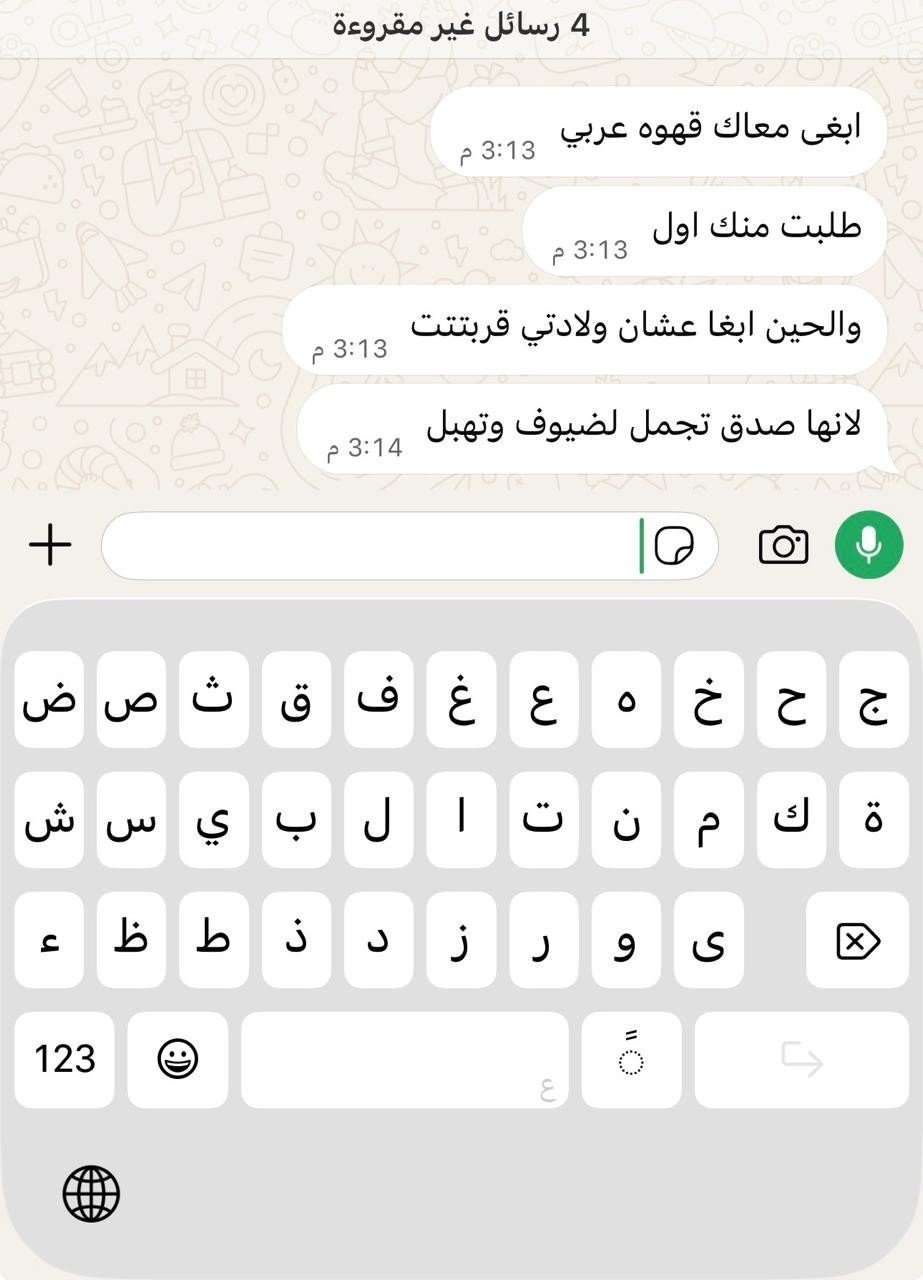 4 رسائل غير مقروءة
ابغى معاك قهوه عربي
3:13 م
طلبت منك اول
3:13 م
والحين ابغا عشان ولادتي قربتتت
3:13 م
لانها صدق تجمل لضيوف وتهبل
3:14 م
ض ص ث ق ف غ ع ه خ ح ج
ش س ي ب ل ا ت ن م ك ة
ء ظ ط ذ د ز ر و ى
123
ع